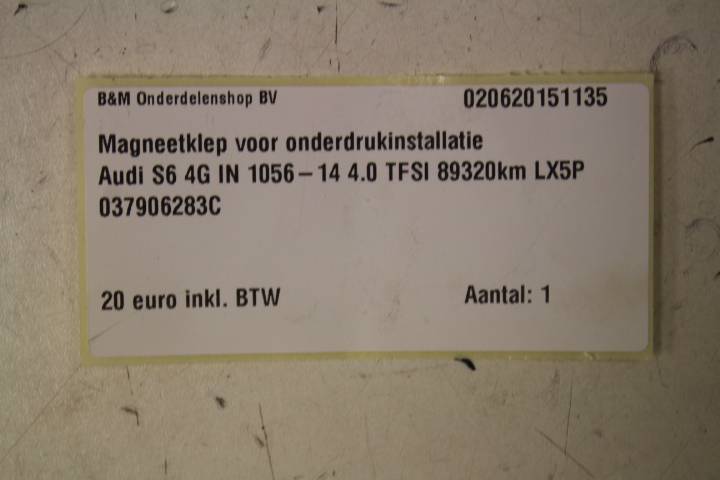 B&M Onderdelenshop BV 020620151135
Magneetklep voor onderdrukinstallatie
Audi S6 4G IN 1056-14 4.0 TFSI 89320km LX5P
037906283C
20 euro inkl. BTW Aantal: 1